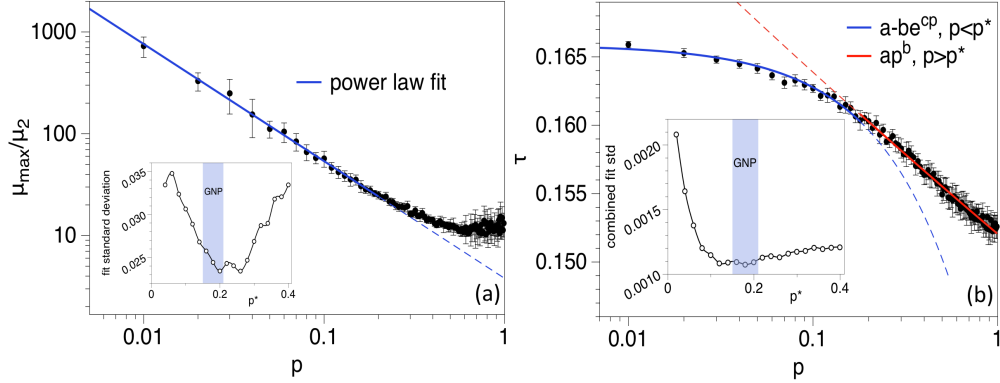 1000
100
10
μmax/μ2
power law fit
0.035
0.030
0.025
fit standard deviation
GNP
0
0.2
0.4
p*
(a)
0.01
0.1
1
p
0.165
0.160
0.155
0.150
τ
a-beᶜᵖ, p<p*
apᵇ, p>p*
0.0020
0.0015
0.0010
combined fit std
GNP
0
0.2
0.4
p*
(b)
0.01
0.1
1
p